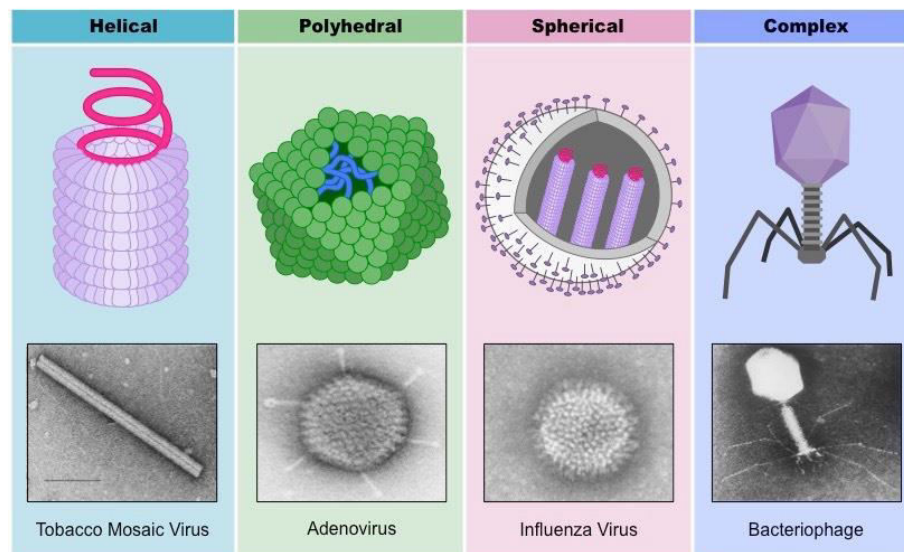 Helical
Polyhedral
Spherical
Complex
Tobacco Mosaic Virus
Adenovirus
Influenza Virus
Bacteriophage